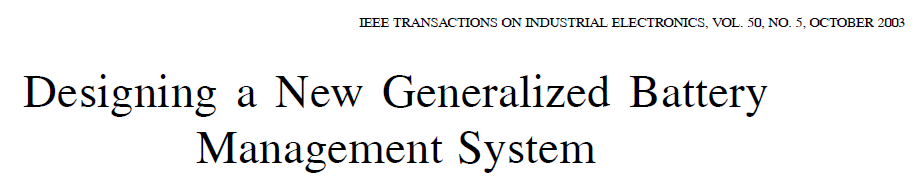 IEEE TRANSACTIONS ON INDUSTRIAL ELECTRONICS, VOL. 50, NO. 5, OCTOBER 2003
Designing a New Generalized Battery
Management System